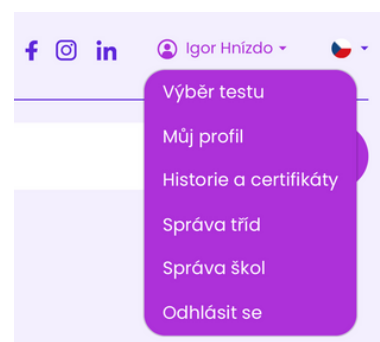 f in Igor Hnízdo
Výběr testu
Můj profil
Historie a certifikáty
Správa tříd
Správa škol
Odhlásit se